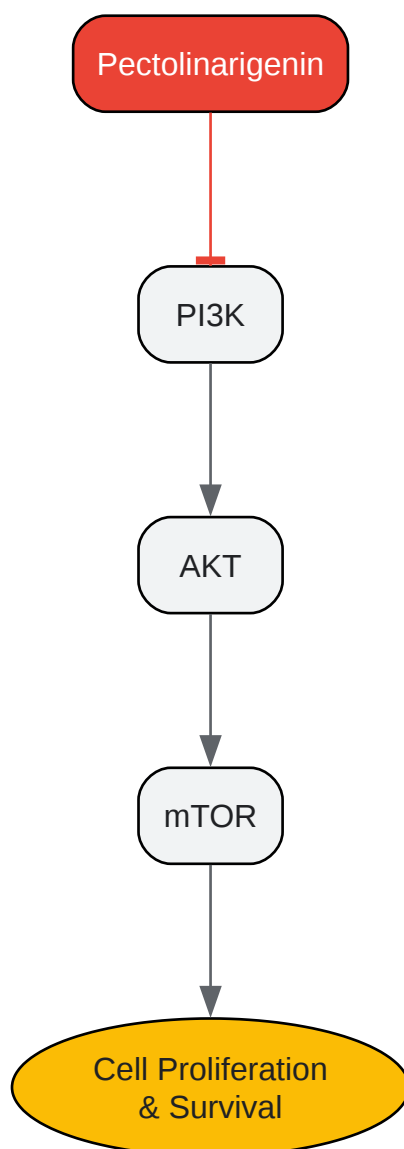 Pectolinarigenin
PI3K
AKT
mTOR
Cell Proliferation
& Survival